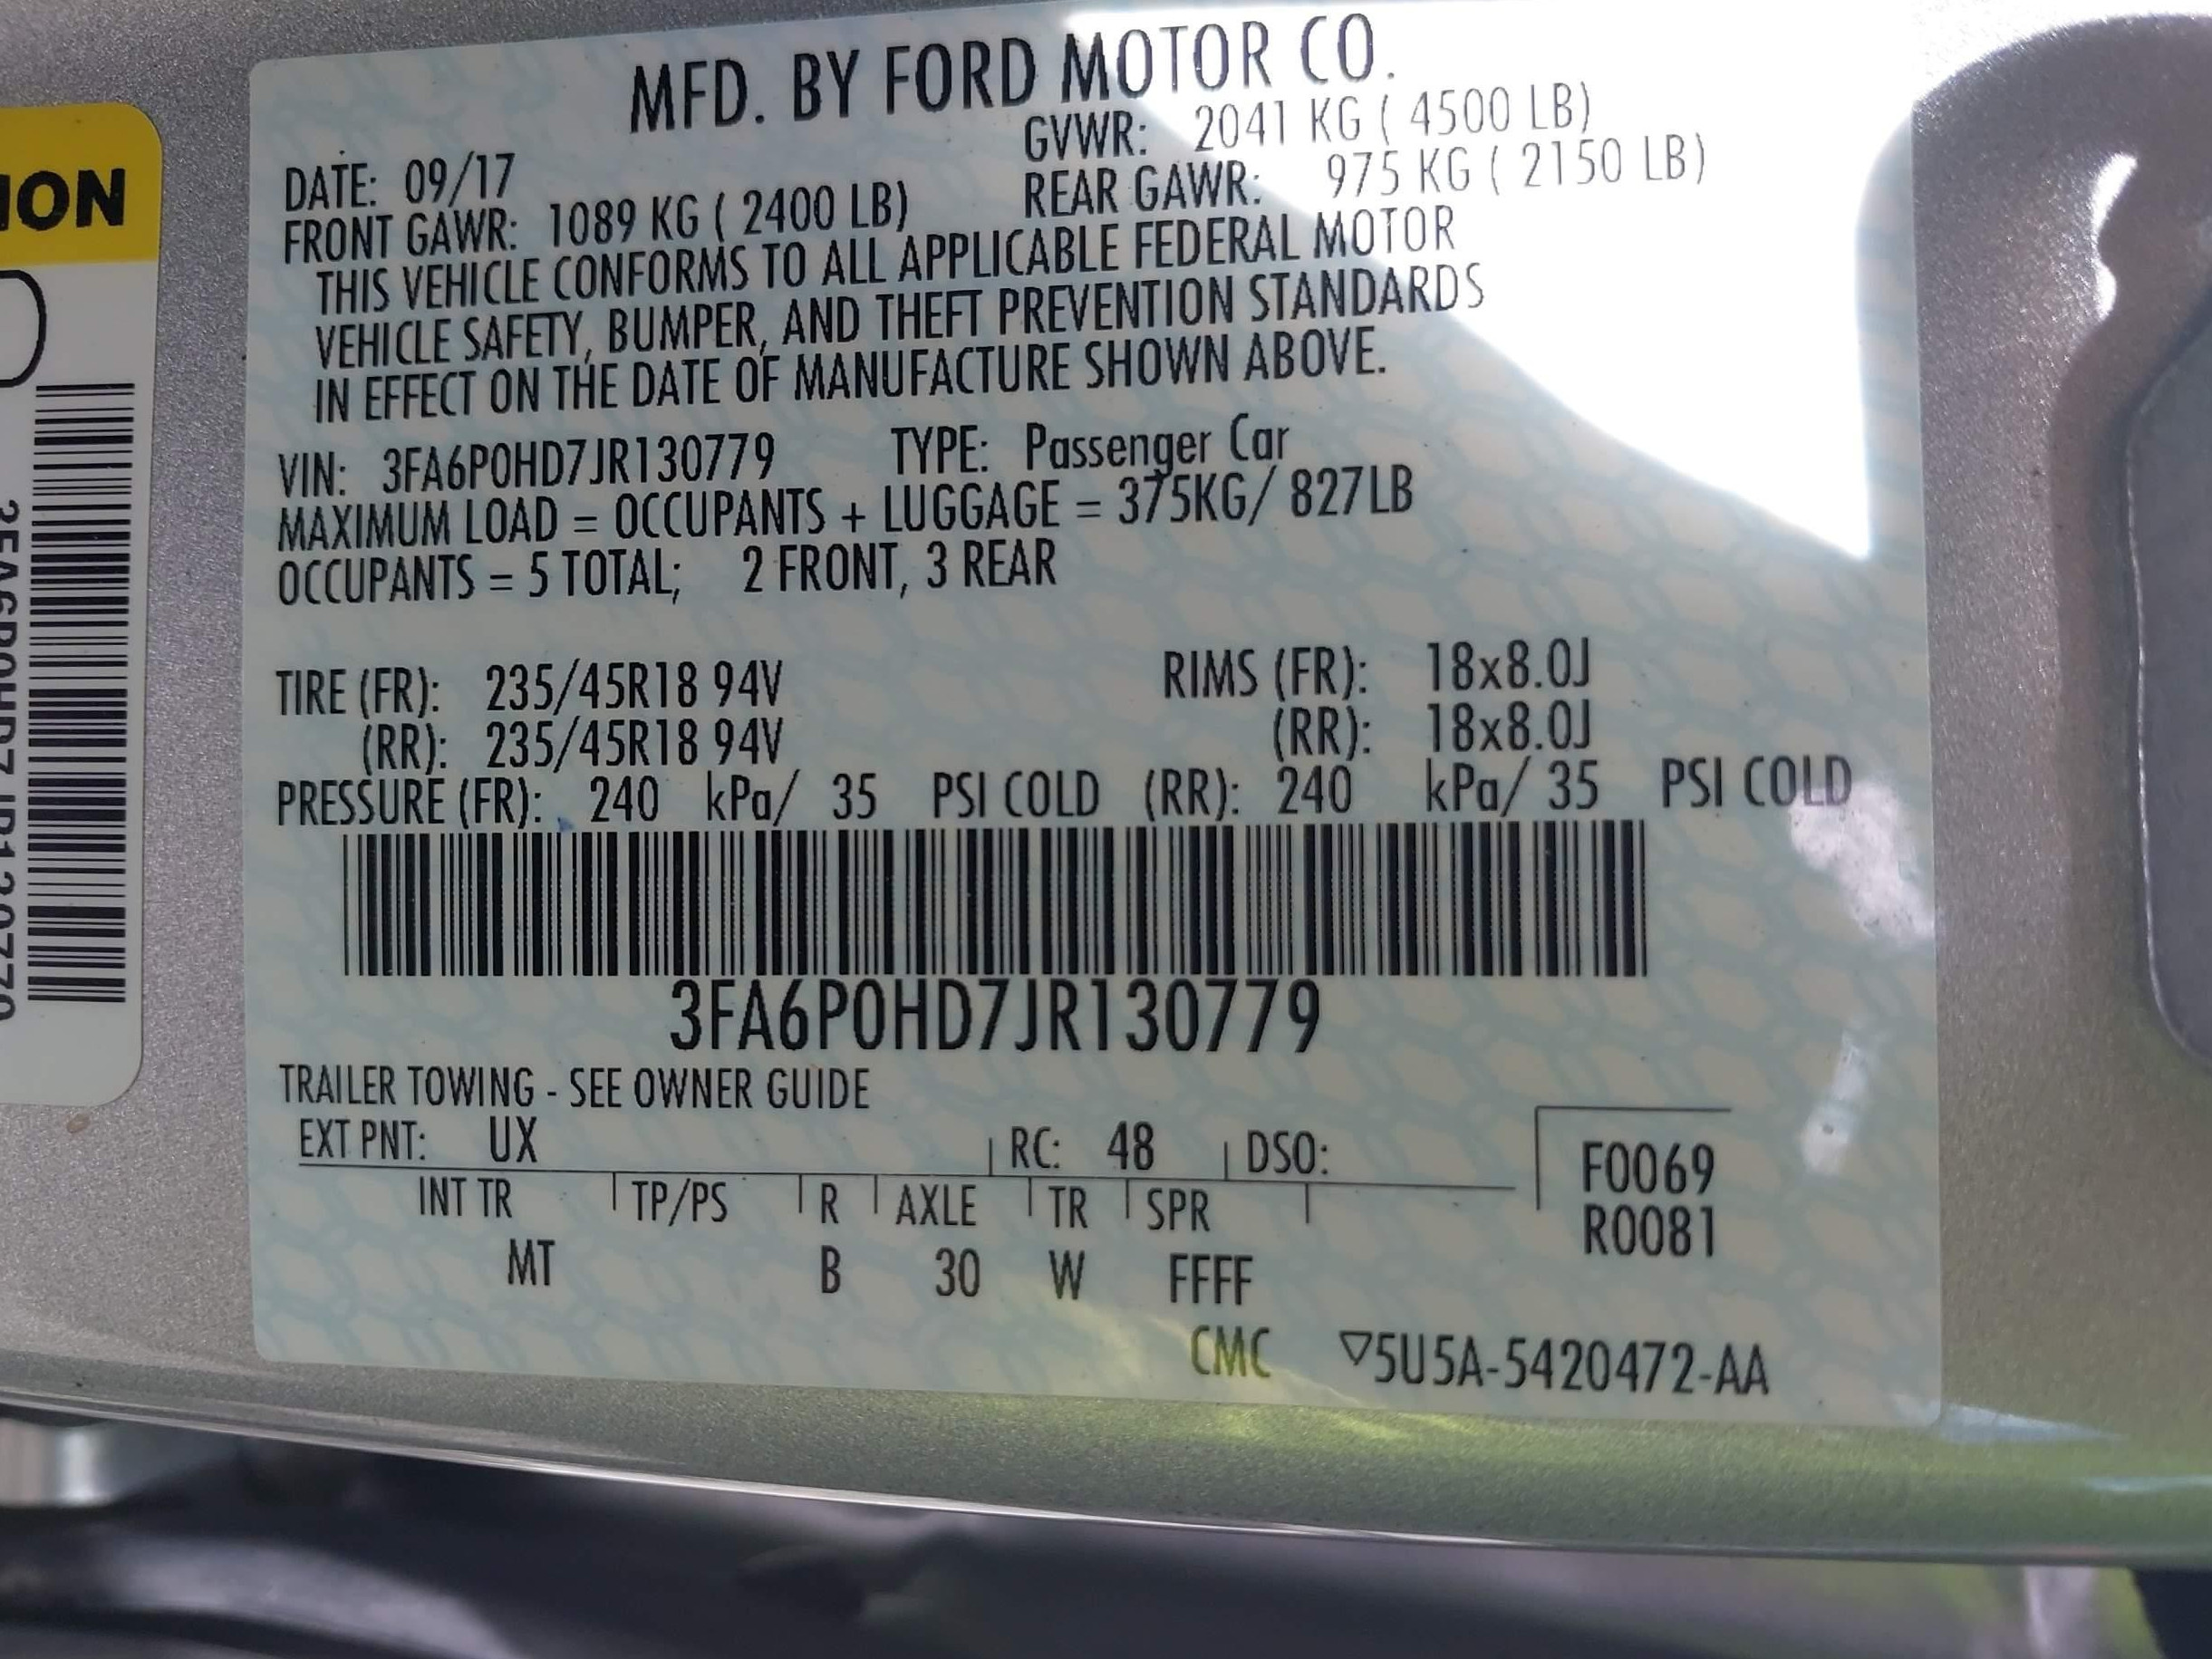 MFD. BY FORD MOTOR CO.
DATE: 09/17 GVWR: 2041 KG ( 4500 LB)
FRONT GAWR: 1089 KG ( 2400 LB) REAR GAWR: 975 KG ( 2150 LB)
THIS VEHICLE CONFORMS TO ALL APPLICABLE FEDERAL MOTOR
VEHICLE SAFETY, BUMPER, AND THEFT PREVENTION STANDARDS
IN EFFECT ON THE DATE OF MANUFACTURE SHOWN ABOVE.
VIN: 3FA6P0HD7JR130779 TYPE: Passenger Car
MAXIMUM LOAD = OCCUPANTS + LUGGAGE = 375KG/ 827LB
OCCUPANTS = 5 TOTAL; 2 FRONT, 3 REAR
TIRE (FR): 235/45R18 94V RIMS (FR): 18x8.0J
(RR): 235/45R18 94V (RR): 18x8.0J
PRESSURE (FR): 240 kPa/ 35 PSI COLD (RR): 240 kPa/ 35 PSI COLD
3FA6P0HD7JR130779
TRAILER TOWING - SEE OWNER GUIDE
EXT PNT: UX RC: 48 DSO:
INT TR TP/PS R AXLE TR SPR
MT B 30 W FFFF
F0069
R0081
CMC ▽5U5A-5420472-AA
ION